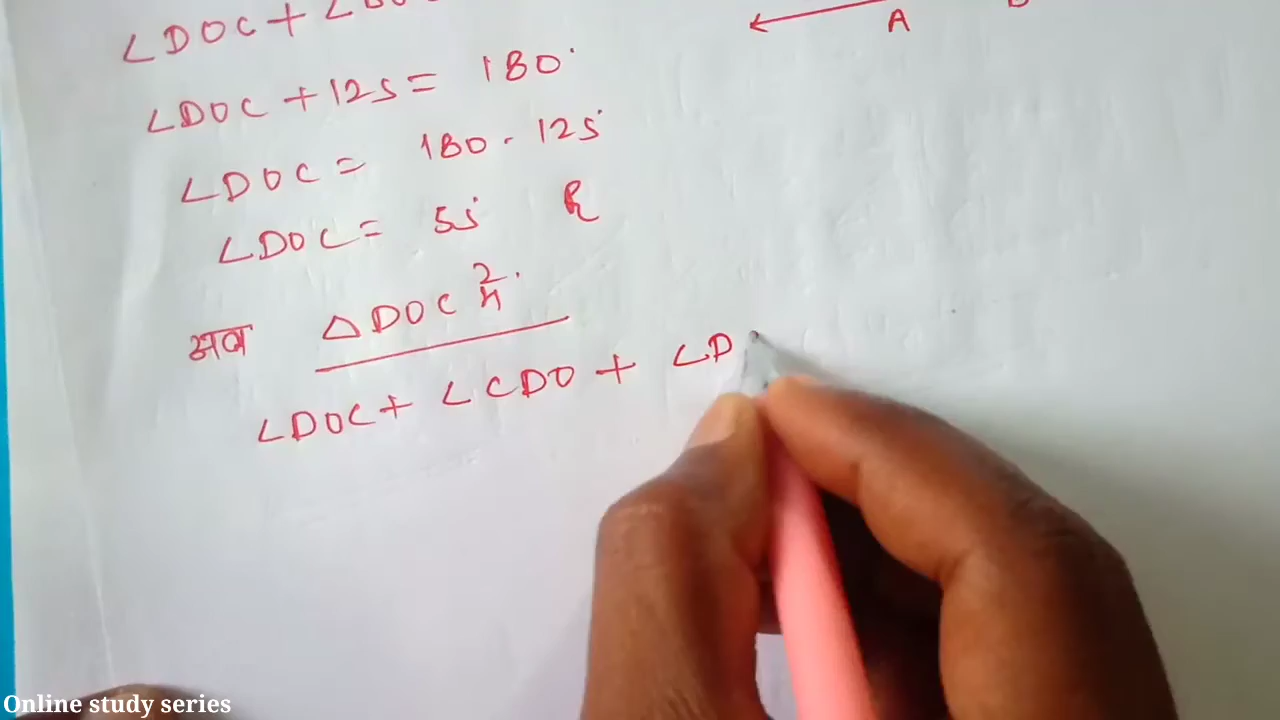 ∠DOC +
A
∠DOC + 125 = 180°
∠DOC = 180 - 125°
∠DOC = 55°
अब △DOC में
∠DOC + ∠CDO + ∠D
Online study series